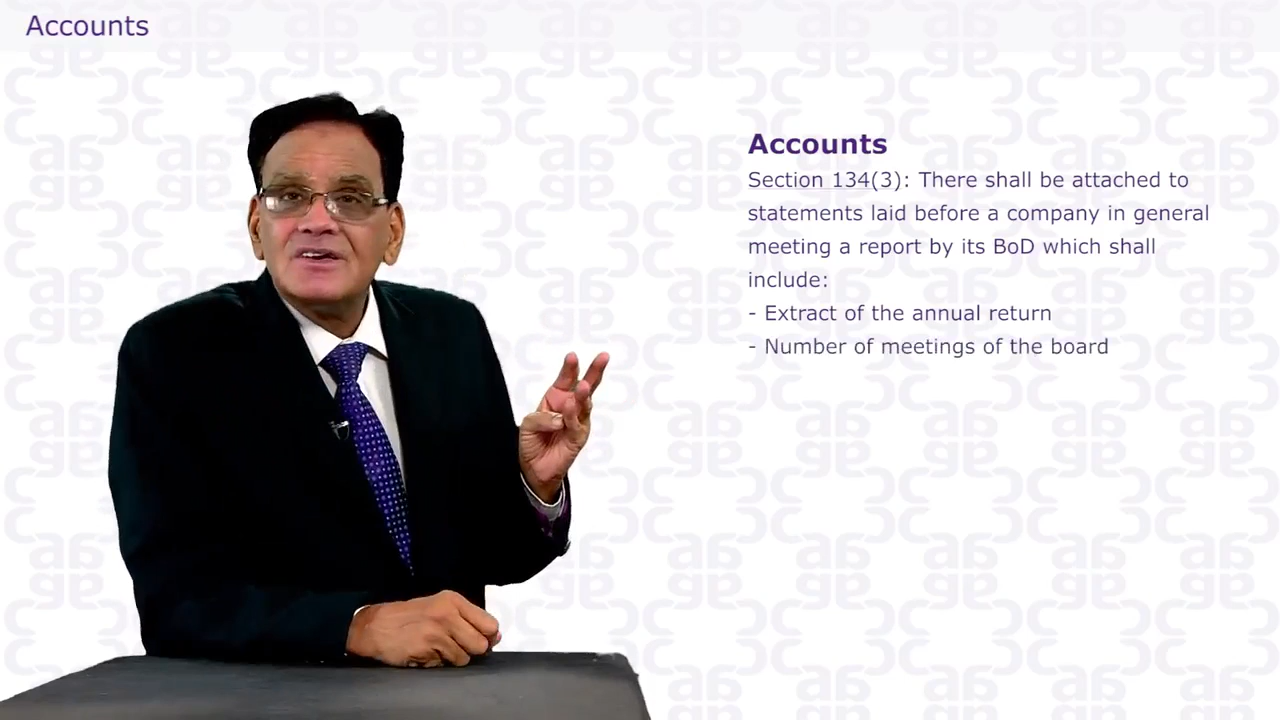 Accounts
Accounts
Section 134(3): There shall be attached to
statements laid before a company in general
meeting a report by its BoD which shall
include:
- Extract of the annual return
- Number of meetings of the board